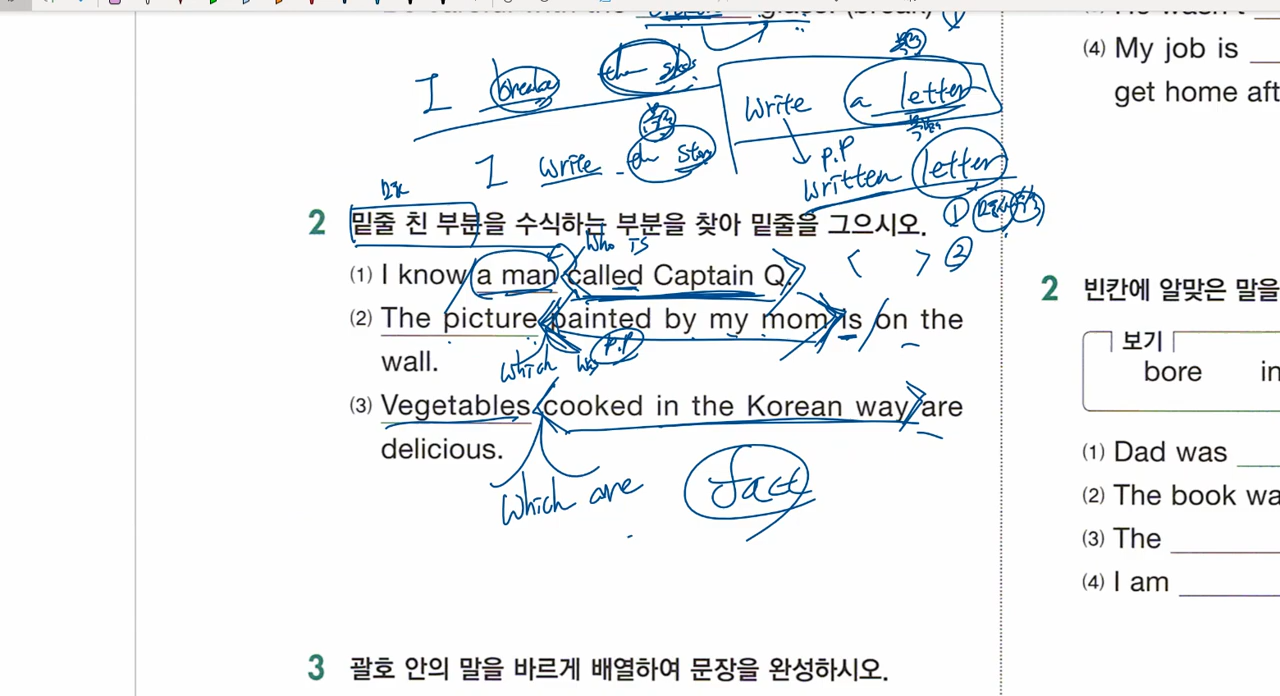 glass. (break) ①
I break the
I write the story
write a letter
p.p
written letter
2 밑줄 친 부분을 수식하는 부분을 찾아 밑줄을 그으시오. ①
who is
< > ②
(1) I know a man called Captain Q.
(2) The picture painted by my mom is on the
wall.
which was p.p
(3) Vegetables cooked in the Korean way are
delicious.
which are
3 괄호 안의 말을 바르게 배열하여 문장을 완성하시오.
(4) My job is
get home aft
2 빈칸에 알맞은 말을
보기
bore in
(1) Dad was
(2) The book wa
(3) The
(4) I am